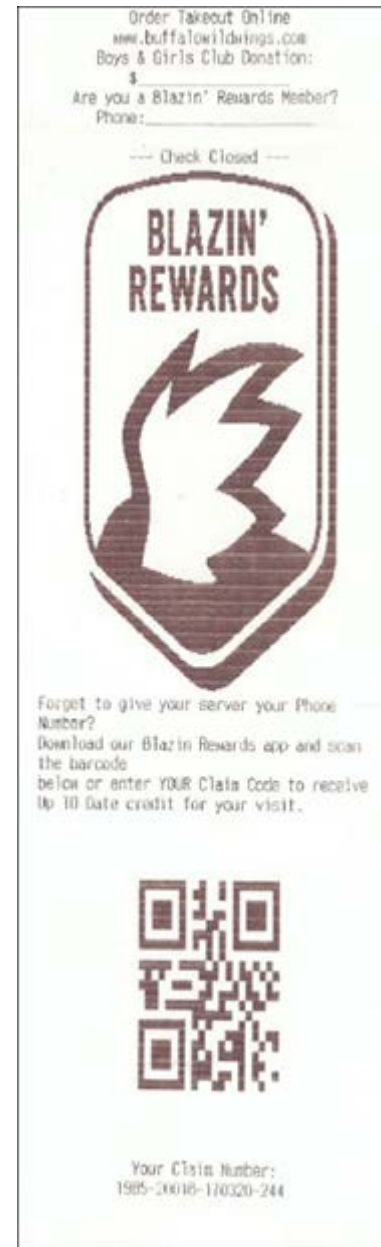 Order Takeout Online
www.buffalowildwings.com
Boys & Girls Club Donation:
$____________________
Are you a Blazin' Rewards Member?
Phone:____________________
--- Check Closed ---
BLAZIN'
REWARDS
Forget to give your server your Phone
Number?
Download our Blazin Rewards app and scan
the barcode
below or enter YOUR Claim Code to receive
Up TO Date credit for your visit.
Your Claim Number:
1985-20016-170320-244